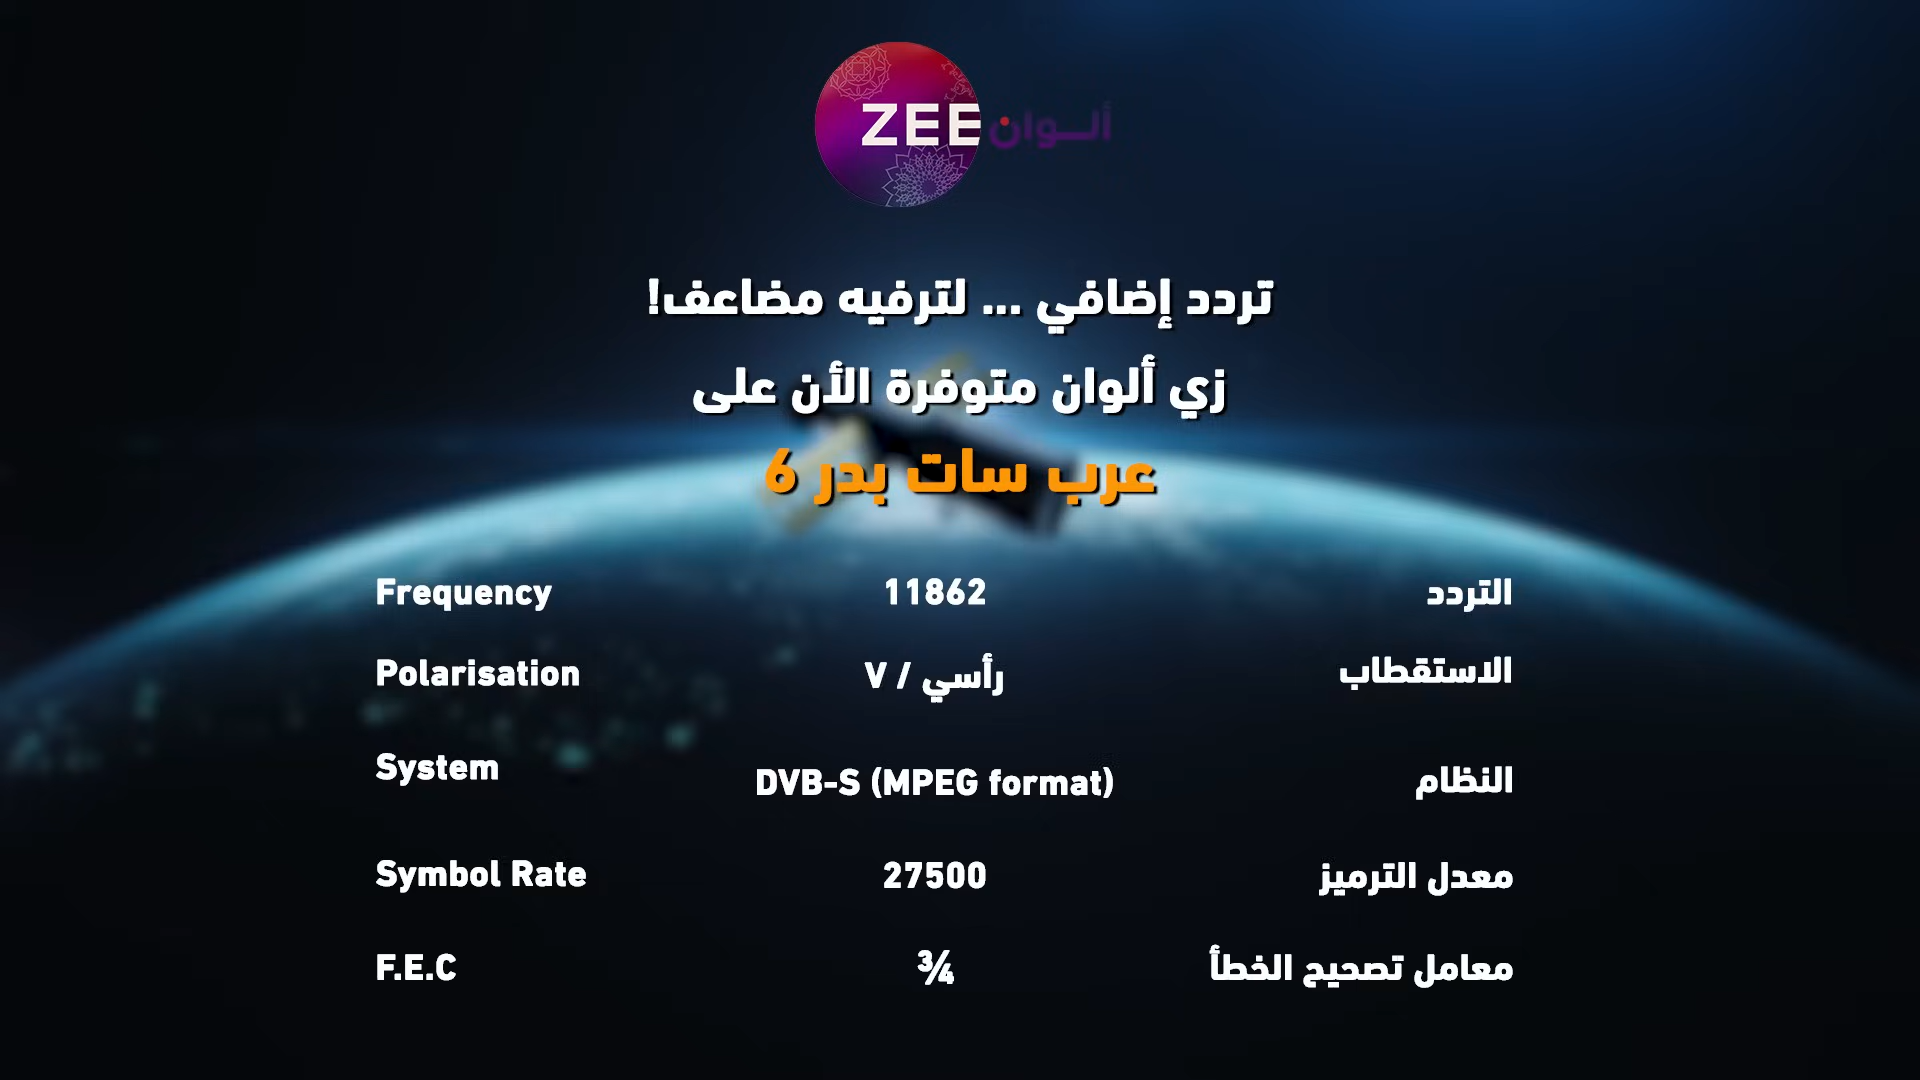 ZEE ألوان
تردد إضافي ... لترفيه مضاعف!
زي ألوان متوفرة الأن على
عرب سات بدر 6
Frequency 11862 التردد
Polarisation رأسي / V الاستقطاب
System DVB-S (MPEG format) النظام
Symbol Rate 27500 معدل الترميز
F.E.C ¾ معامل تصحيح الخطأ